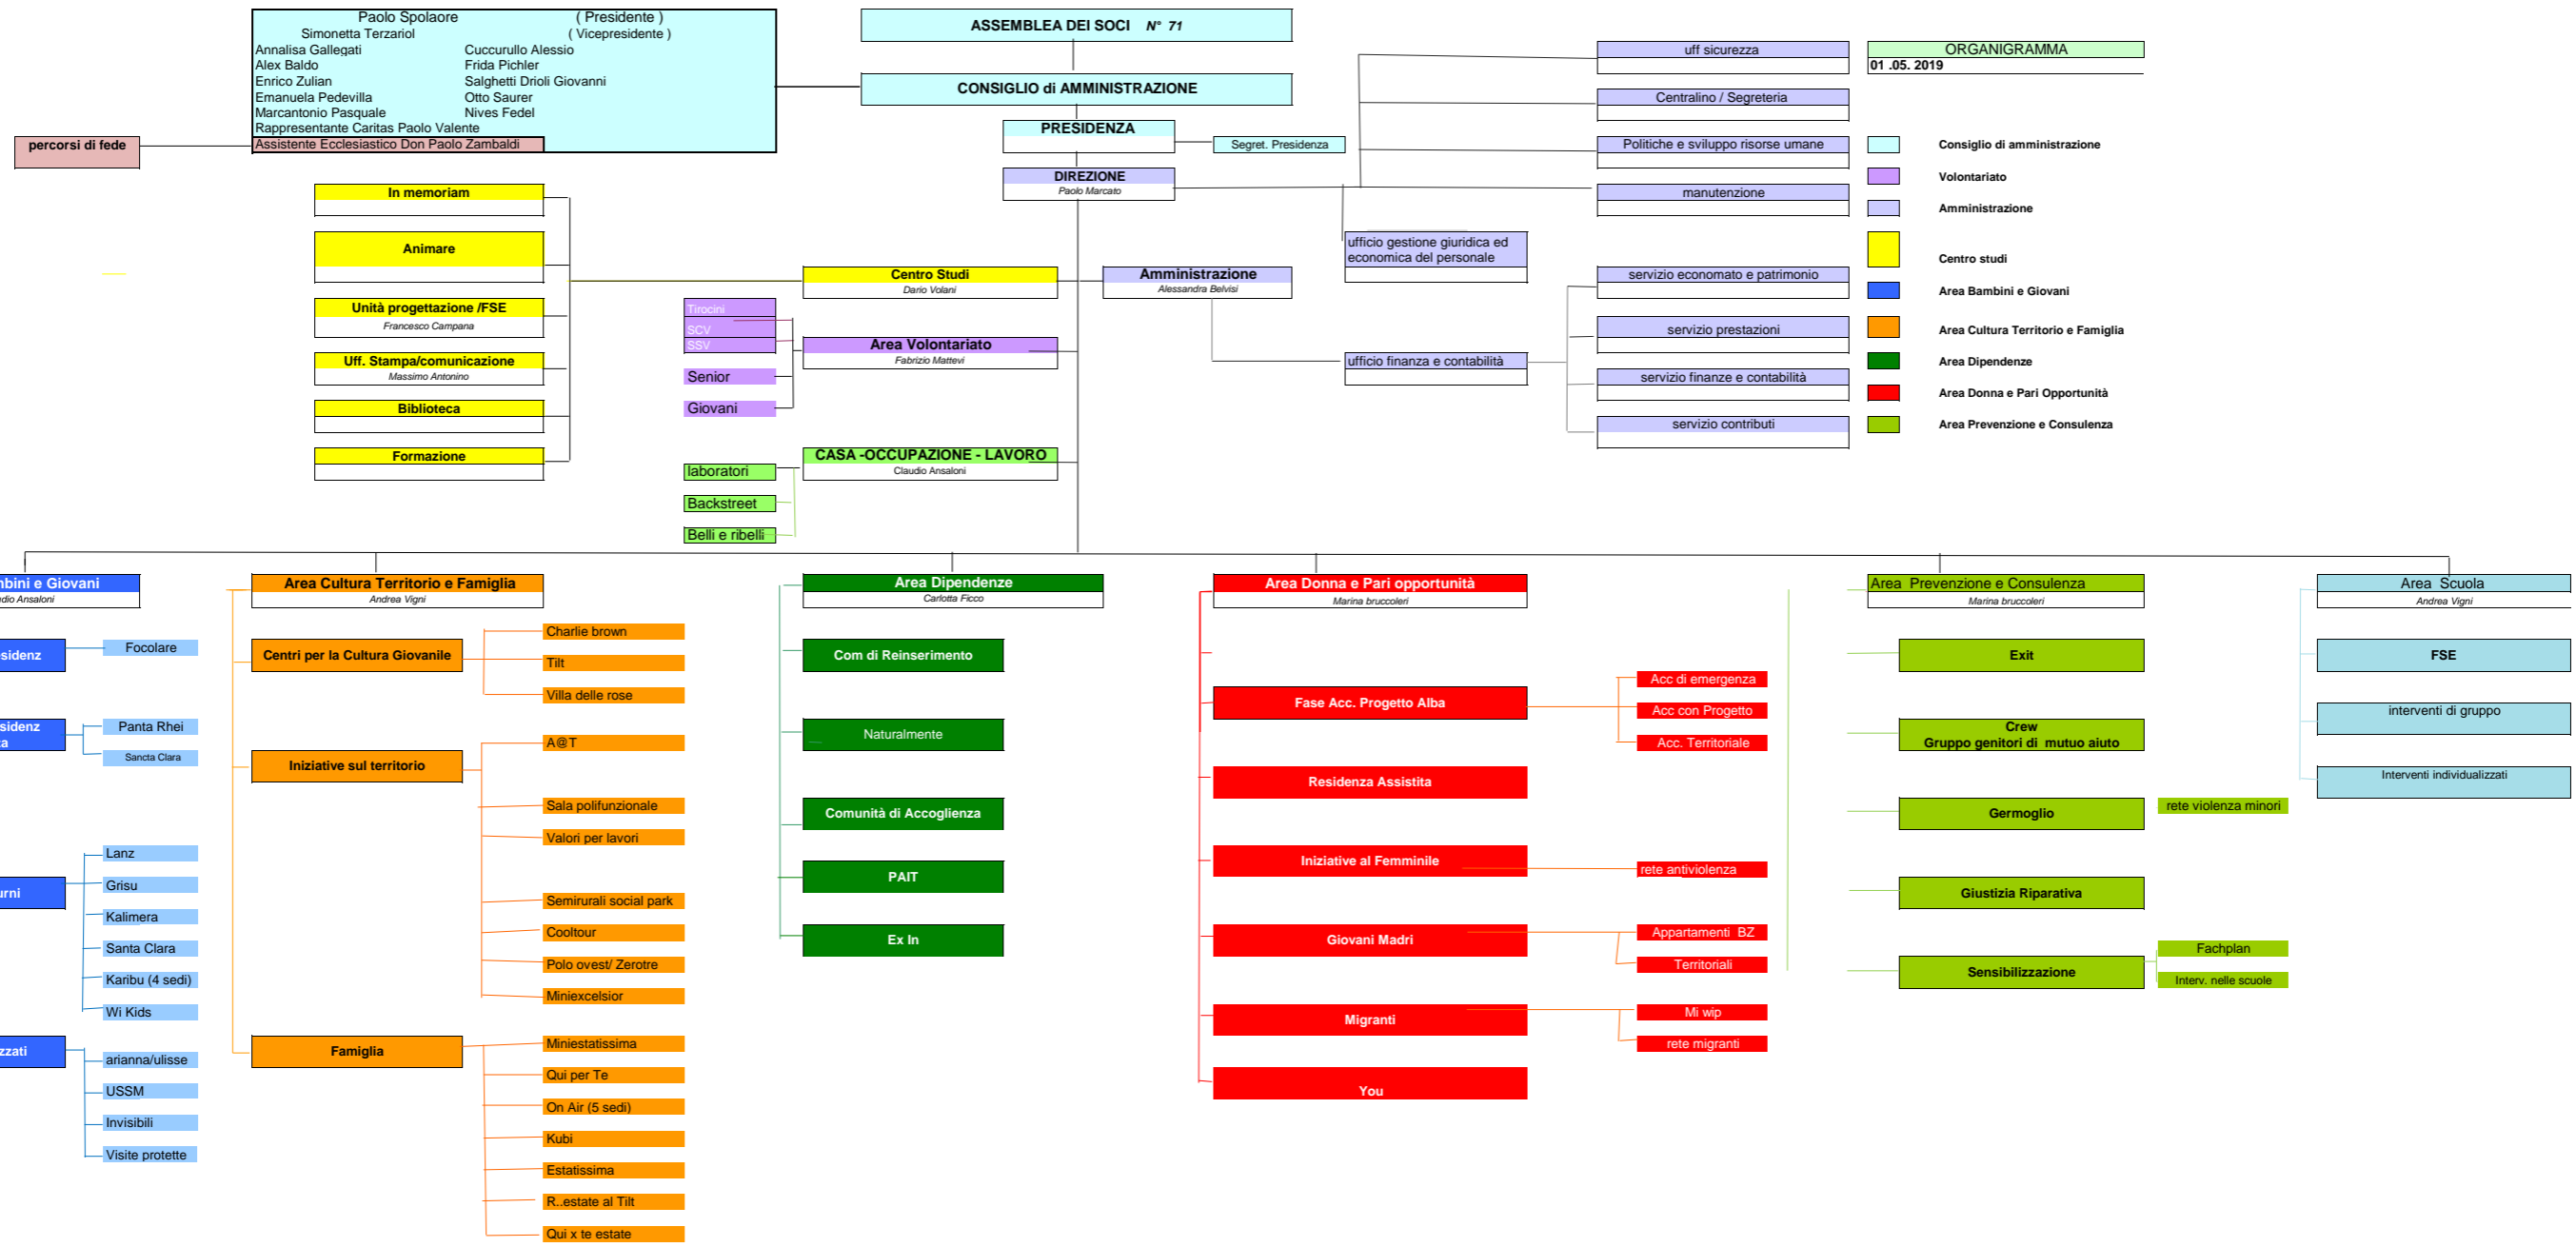 Paolo Spolaore ( Presidente )
Simonetta Terzariol ( Vicepresidente )
Annalisa Gallegati Cuccurullo Alessio
Alex Baldo Frida Pichler
Enrico Zulian Salghetti Drioli Giovanni
Emanuela Pedevilla Otto Saurer
Marcantonio Pasquale Nives Fedel
Rappresentante Caritas Paolo Valente
Assistente Ecclesiastico Don Paolo Zambaldi
percorsi di fede
ASSEMBLEA DEI SOCI N° 71
CONSIGLIO di AMMINISTRAZIONE
PRESIDENZA
Segret. Presidenza
DIREZIONE
Paolo Marcato
uff sicurezza
Centralino / Segreteria
Politiche e sviluppo risorse umane
manutenzione
ORGANIGRAMMA
01 .05. 2019
Consiglio di amministrazione
Volontariato
Amministrazione
Centro studi
Area Bambini e Giovani
Area Cultura Territorio e Famiglia
Area Dipendenze
Area Donna e Pari Opportunità
Area Prevenzione e Consulenza
In memoriam
Animare
Unità progettazione /FSE
Francesco Campana
Uff. Stampa/comunicazione
Massimo Antonino
Biblioteca
Formazione
Centro Studi
Dario Volani
Amministrazione
Alessandra Belvisi
ufficio gestione giuridica ed
economica del personale
ufficio finanza e contabilità
servizio economato e patrimonio
servizio prestazioni
servizio finanze e contabilità
servizio contributi
Tirocini
SCV
SSV
Senior
Giovani
Area Volontariato
Fabrizio Mattevi
CASA -OCCUPAZIONE - LAVORO
Claudio Ansaloni
laboratori
Backstreet
Belli e ribelli
mbini e Giovani
dio Ansaloni
sidenz
Focolare
sidenz
za
Panta Rhei
Sancta Clara
urni
Lanz
Grisu
Kalimera
Santa Clara
Karibu (4 sedi)
Wi Kids
zzati
arianna/ulisse
USSM
Invisibili
Visite protette
Area Cultura Territorio e Famiglia
Andrea Vigni
Centri per la Cultura Giovanile
Charlie brown
Tilt
Villa delle rose
Iniziative sul territorio
A@T
Sala polifunzionale
Valori per lavori
Semirurali social park
Cooltour
Polo ovest/ Zerotre
Miniexcelsior
Famiglia
Miniestatissima
Qui per Te
On Air (5 sedi)
Kubi
Estatissima
R..estate al Tilt
Qui x te estate
Area Dipendenze
Carlotta Ficco
Com di Reinserimento
Naturalmente
Comunità di Accoglienza
PAIT
Ex In
Area Donna e Pari opportunità
Marina bruccoleri
Fase Acc. Progetto Alba
Acc di emergenza
Acc con Progetto
Acc. Territoriale
Residenza Assistita
Iniziative al Femminile
rete antiviolenza
Giovani Madri
Appartamenti BZ
Territoriali
Migranti
Mi wip
rete migranti
You
Area Prevenzione e Consulenza
Marina bruccoleri
Exit
Crew
Gruppo genitori di mutuo aiuto
Germoglio
rete violenza minori
Giustizia Riparativa
Sensibilizzazione
Fachplan
Interv. nelle scuole
Area Scuola
Andrea Vigni
FSE
interventi di gruppo
Interventi individualizzati